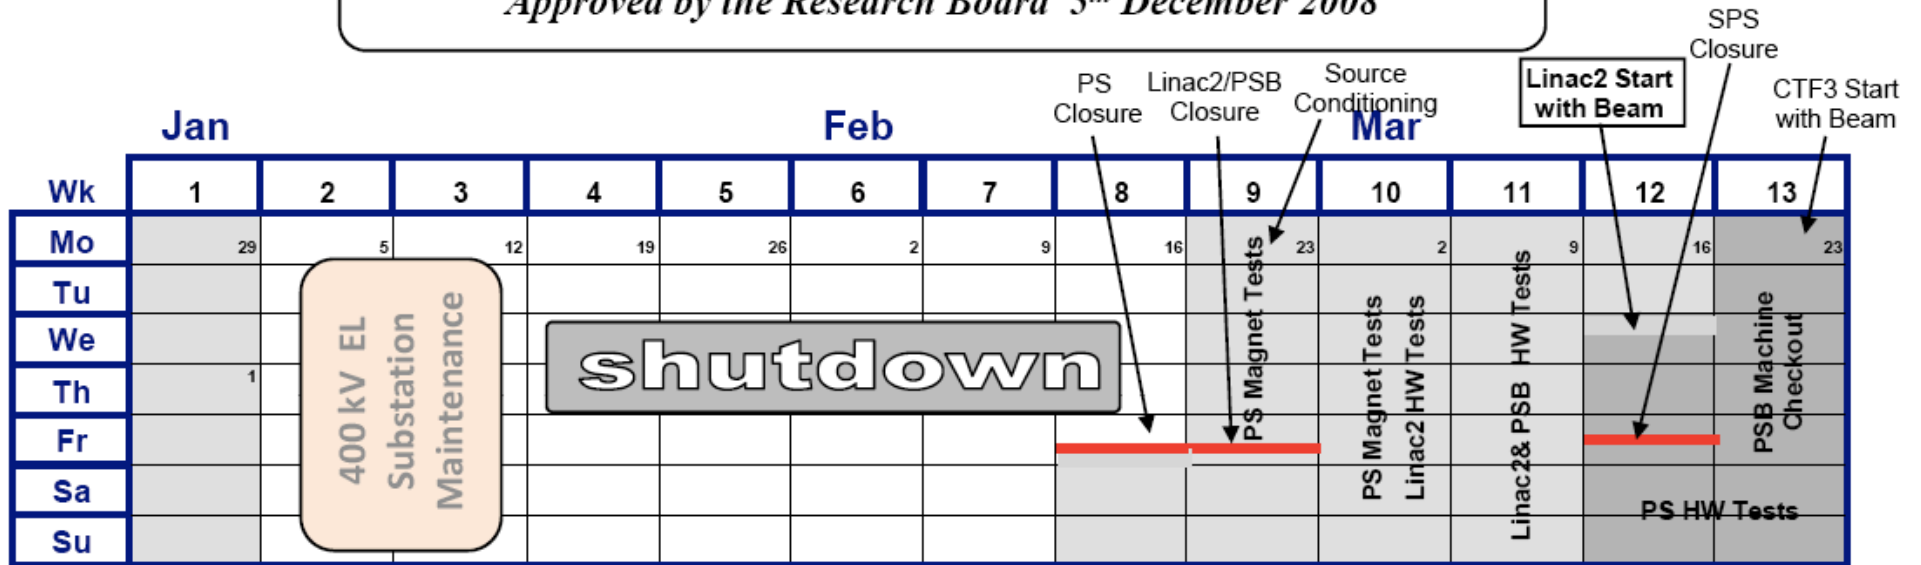 Approved by the Research Board 5th December 2008
SPS
Closure
PS
Closure
Linac2/PSB
Closure
Source
Conditioning
Linac2 Start
with Beam
CTF3 Start
with Beam
Jan
Feb
Mar
Wk 1 2 3 4 5 6 7 8 9 10 11 12 13
Mo 29 5 12 19 26 2 9 16 23 2 9 16 23
Tu
We
Th 1
Fr
Sa
Su
400 kV EL
Substation
Maintenance
shutdown
PS Magnet Tests
PS Magnet Tests
Linac2 HW Tests
Linac2& PSB HW Tests
PSB Machine
Checkout
PS HW Tests